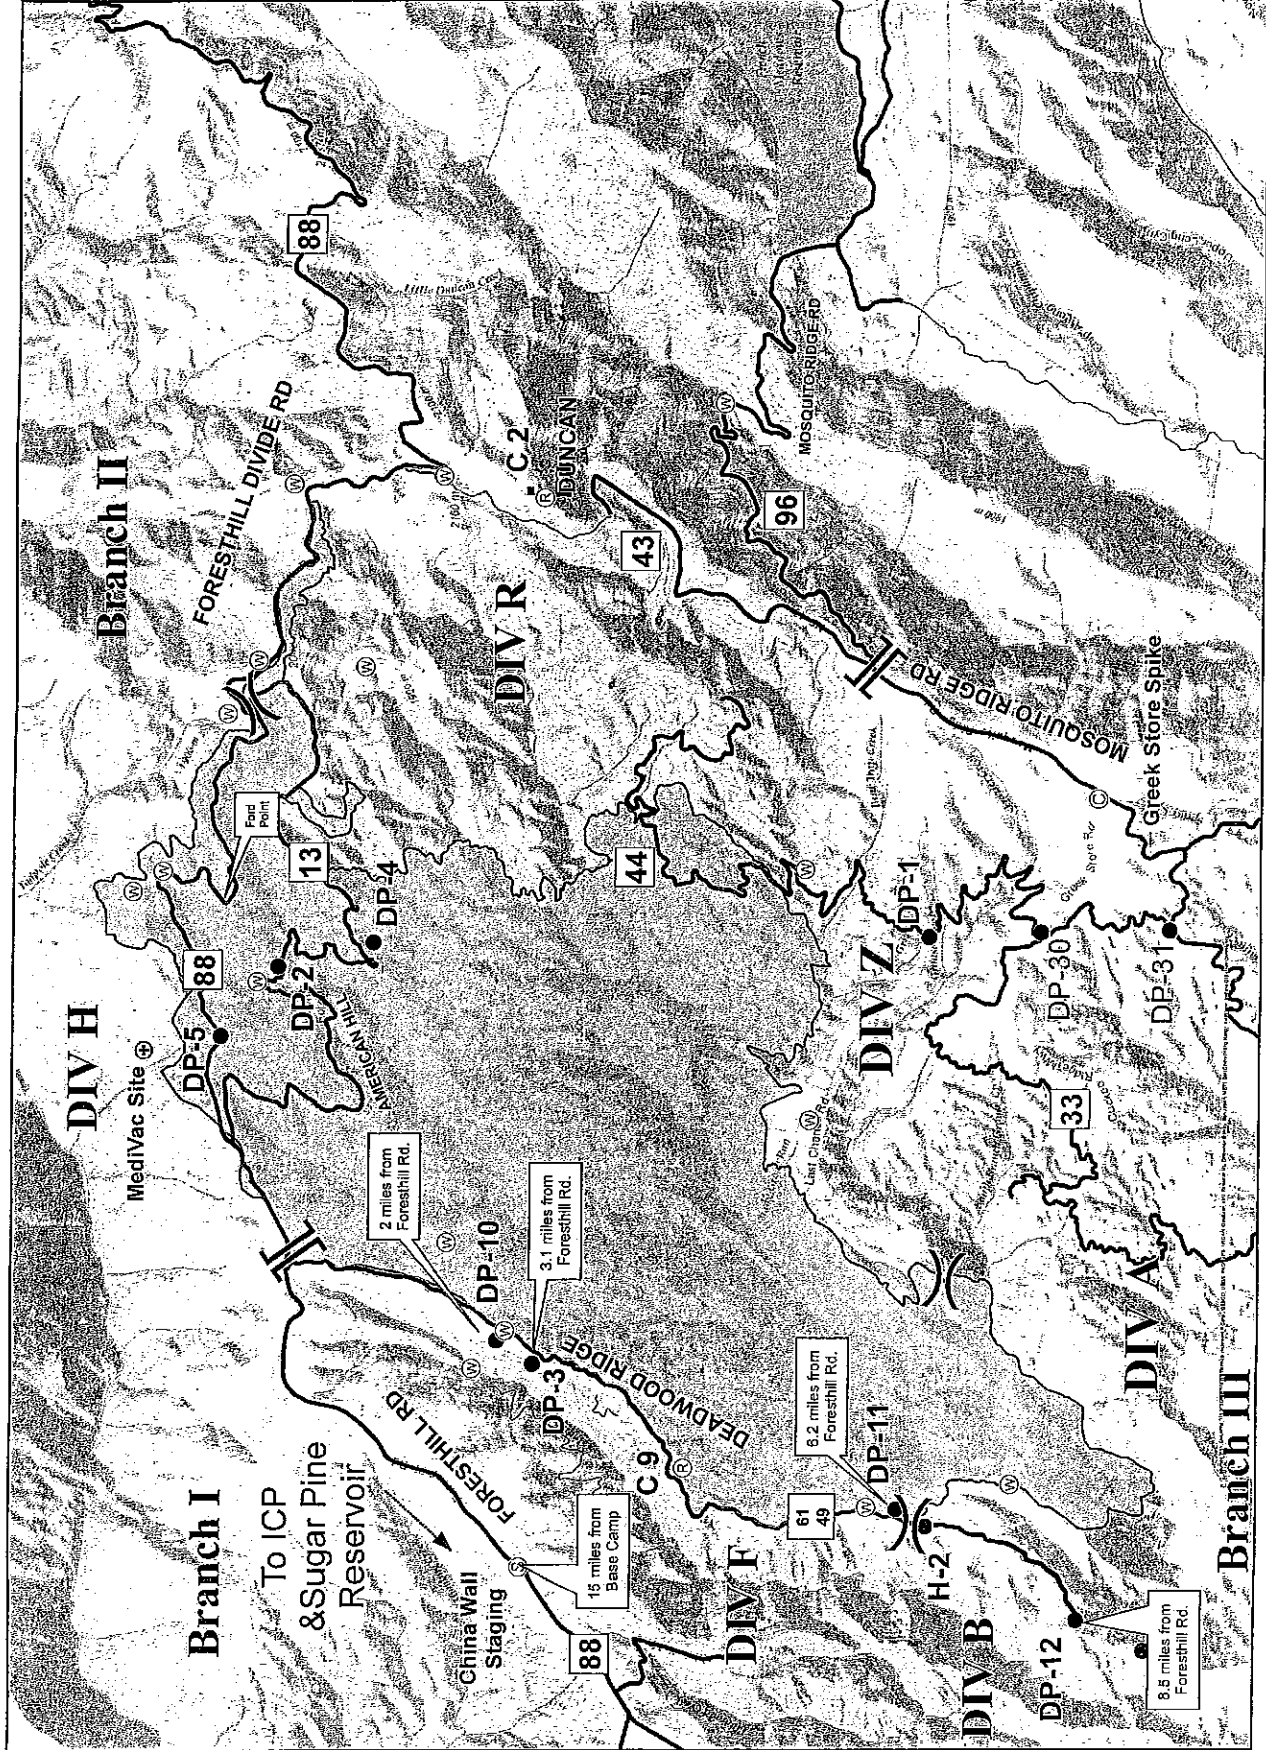 Branch I
To ICP
&Sugar Pine
Reservoir
China Wall
Staging
88
FORESTHILL RD
S
15 miles from
Base Camp
DIV H
MediVac Site
DP-5
88
2 miles from
Foresthill Rd.
W
DP-10
W
3.1 miles from
Foresthill Rd.
DP-3
W
DEADWOOD RIDGE
C 9
R
61
49
W
6.2 miles from
Foresthill Rd.
DP-11
DIV F
H-2
DIV B
DP-12
8.5 miles from
Foresthill Rd.
W
DIV A
Branch III
AMERICAN HILL
DP-2
W
DP-4
13
Ford
Point
W
W
W
W
W
Branch II
FORESTHILL DIVIDE RD
W
W
88
Little Duncan
C 2
R
DUNCAN
DIV R
43
96
W
MOSQUITO RIDGE RD
44
W
DIV Z
DP-1
W
33
DP-30
DP-31
MOSQUITO RIDGE RD
C
Greek Store Spike